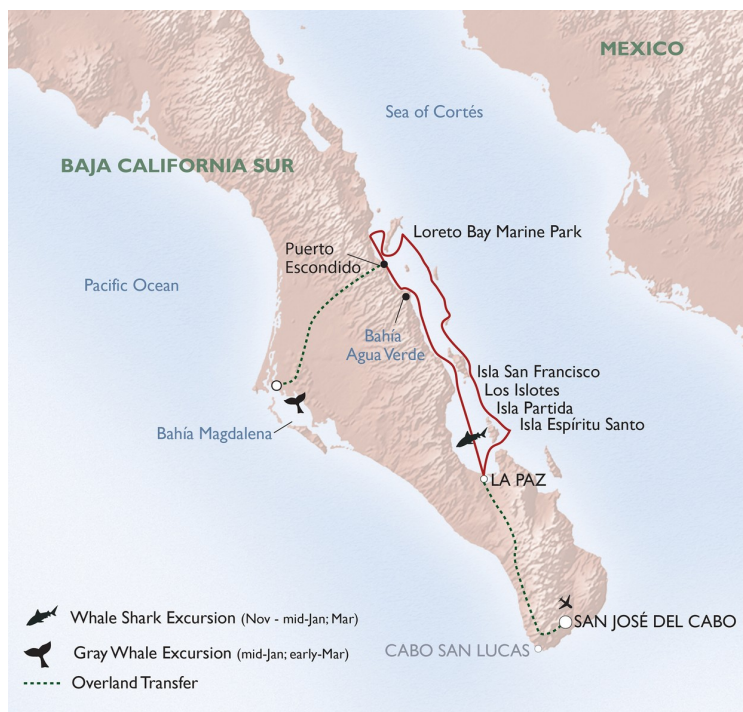 MEXICO
Sea of Cortés
BAJA CALIFORNIA SUR
Loreto Bay Marine Park
Puerto
Escondido
Pacific Ocean
Bahía
Agua Verde
Isla San Francisco
Los Islotes
Isla Partida
Isla Espíritu Santo
Bahía Magdalena
LA PAZ
Whale Shark Excursion (Nov - mid-Jan; Mar)
SAN JOSÉ DEL CABO
Gray Whale Excursion (mid-Jan; early-Mar)
CABO SAN LUCAS
Overland Transfer